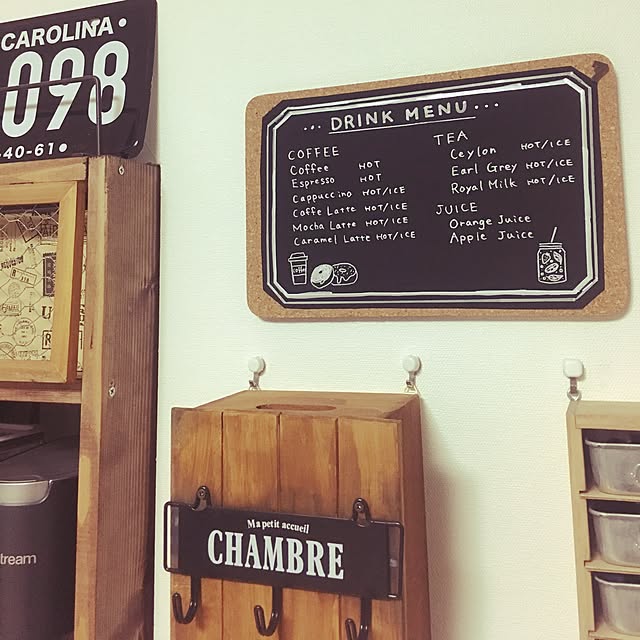 CAROLINA
098
-40-61
DRINK MENU
COFFEE
Coffee HOT
Espresso HOT
Cappuccino HOT/ICE
Coffe Latte HOT/ICE
Mocha Latte HOT/ICE
Caramel Latte HOT/ICE
TEA
Ceylon HOT/ICE
Earl Grey HOT/ICE
Royal Milk HOT/ICE
JUICE
Orange Juice
Apple Juice
Ma petit accueil
CHAMBRE
tream